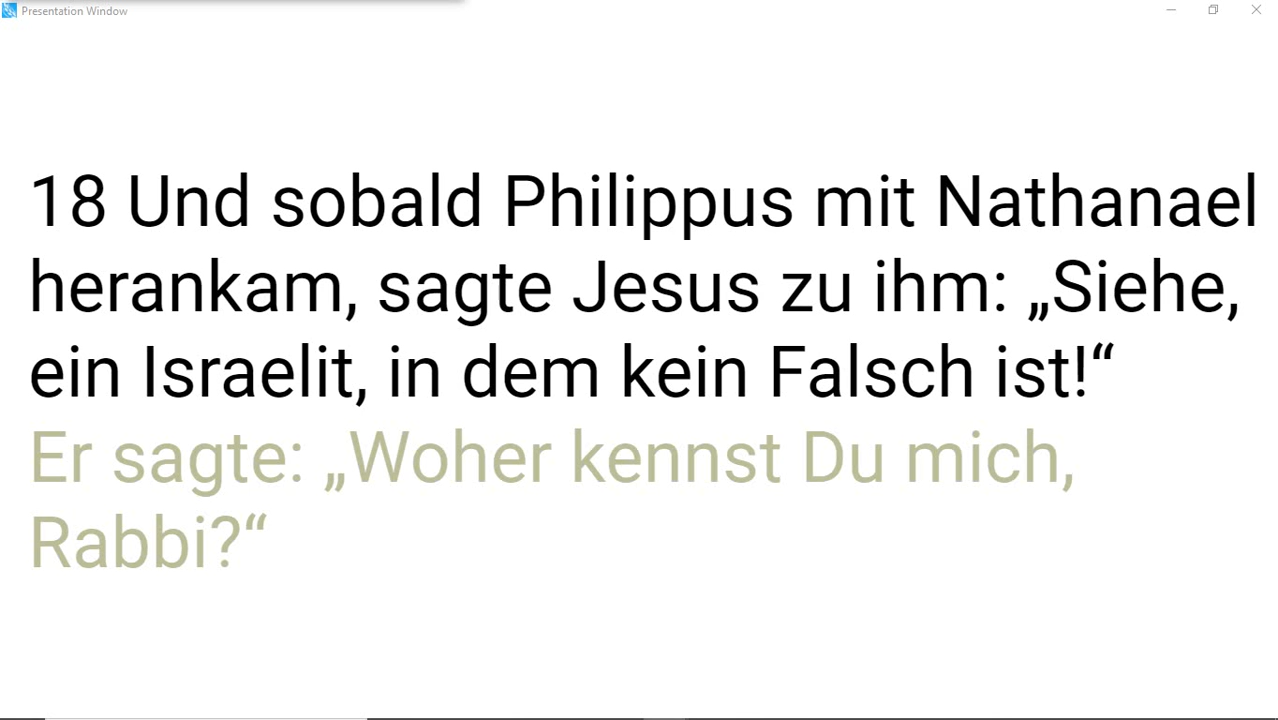 Presentation Window
18 Und sobald Philippus mit Nathanael
herankam, sagte Jesus zu ihm: „Siehe,
ein Israelit, in dem kein Falsch ist!“
Er sagte: „Woher kennst Du mich,
Rabbi?“